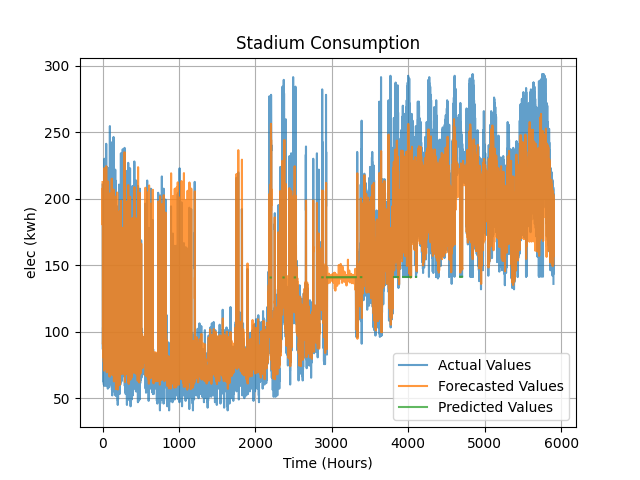 Stadium Consumption
elec (kwh)
300
250
200
150
100
50
0 1000 2000 3000 4000 5000 6000
Time (Hours)
Actual Values
Forecasted Values
Predicted Values